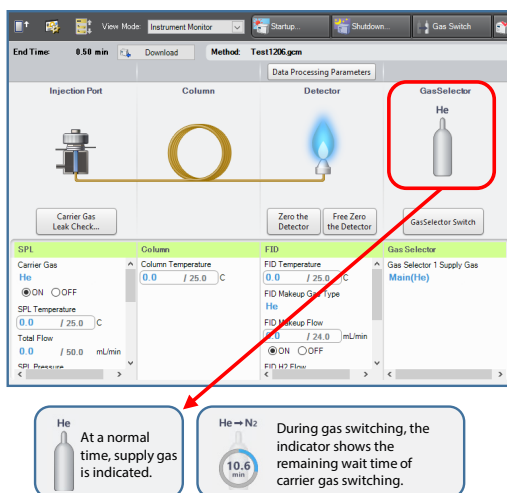 View Mode: Instrument Monitor Startup... Shutdown... Gas Switch
End Time: 0.50 min Download Method: Test1206.gcm
Data Processing Parameters
Injection Port Column Detector GasSelector
He
Carrier Gas Leak Check...
Zero the Detector
Free Zero the Detector
GasSelector Switch
SPL
Carrier Gas
He
ON OFF
SPL Temperature
0.0 / 25.0 C
Total Flow
0.0 / 50.0 mL/min
SPL Pressure
Column
Column Temperature
0.0 / 25.0 C
FID
FID Temperature
0.0 / 25.0 C
FID Makeup Gas Type
He
FID Makeup Flow
0.0 / 24.0 mL/min
ON OFF
FID H2 Flow
Gas Selector
Gas Selector 1 Supply Gas
Main(He)
He
At a normal
time, supply gas
is indicated.
He→N2
10.6
min
During gas switching, the
indicator shows the
remaining wait time of
carrier gas switching.